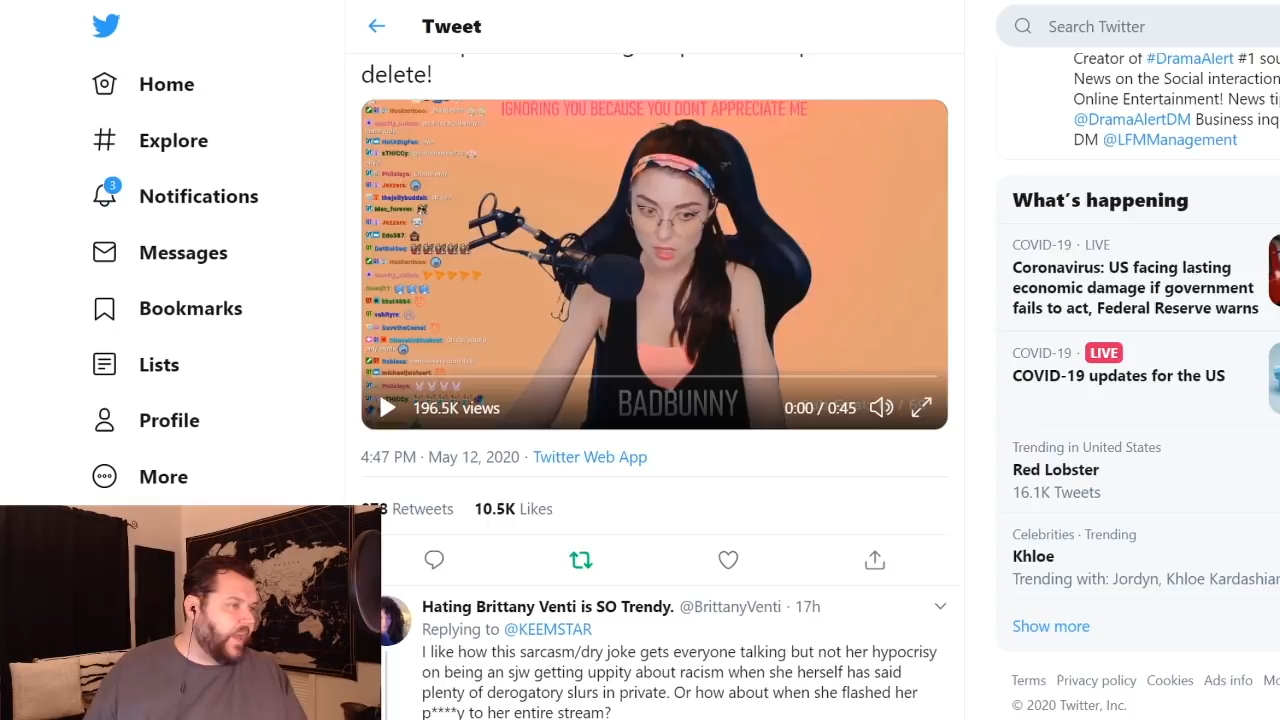 Home
Explore
3
Notifications
Messages
Bookmarks
Lists
Profile
More
Tweet
delete!
IGNORING YOU BECAUSE YOU DONT APPRECIATE ME
Max_forever:
Jezzere:
BADBUNNY
196.5K views
0:00 / 0:45
4:47 PM · May 12, 2020 · Twitter Web App
8 Retweets 10.5K Likes
Hating Brittany Venti is SO Trendy. @BrittanyVenti · 17h
Replying to @KEEMSTAR
I like how this sarcasm/dry joke gets everyone talking but not her hypocrisy
on being an sjw getting uppity about racism when she herself has said
plenty of derogatory slurs in private. Or how about when she flashed her
p****y to her entire stream?
Search Twitter
Creator of #DramaAlert #1 sou
News on the Social interaction
Online Entertainment! News ti
@DramaAlertDM Business inq
DM @LFMManagement
What's happening
COVID-19 · LIVE
Coronavirus: US facing lasting
economic damage if government
fails to act, Federal Reserve warns
COVID-19 · LIVE
COVID-19 updates for the US
Trending in United States
Red Lobster
16.1K Tweets
Celebrities · Trending
Khloe
Trending with: Jordyn, Khloe Kardashian
Show more
Terms Privacy policy Cookies Ads info Mo
© 2020 Twitter, Inc.